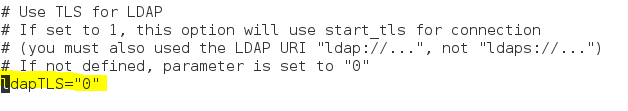 # Use TLS for LDAP
# If set to 1, this option will use start_tls for connection
# (you must also used the LDAP URI "ldap://...", not "ldaps://...")
# If not defined, parameter is set to "0"
ldapTLS="0"